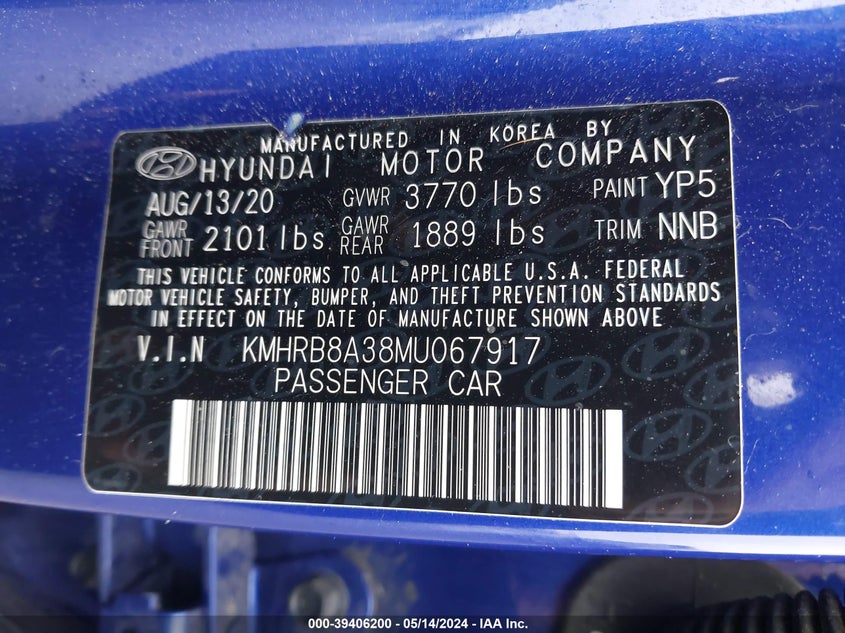 MANUFACTURED IN KOREA BY
HYUNDAI MOTOR COMPANY
AUG/13/20 GVWR 3770 lbs PAINT YP5
GAWR FRONT 2101 lbs GAWR REAR 1889 lbs TRIM NNB
THIS VEHICLE CONFORMS TO ALL APPLICABLE U.S.A. FEDERAL
MOTOR VEHICLE SAFETY, BUMPER, AND THEFT PREVENTION STANDARDS
IN EFFECT ON THE DATE OF MANUFACTURE SHOWN ABOVE
V.I.N KMHRB8A38MU067917
PASSENGER CAR
000-39406200 - 05/14/2024 - IAA Inc.